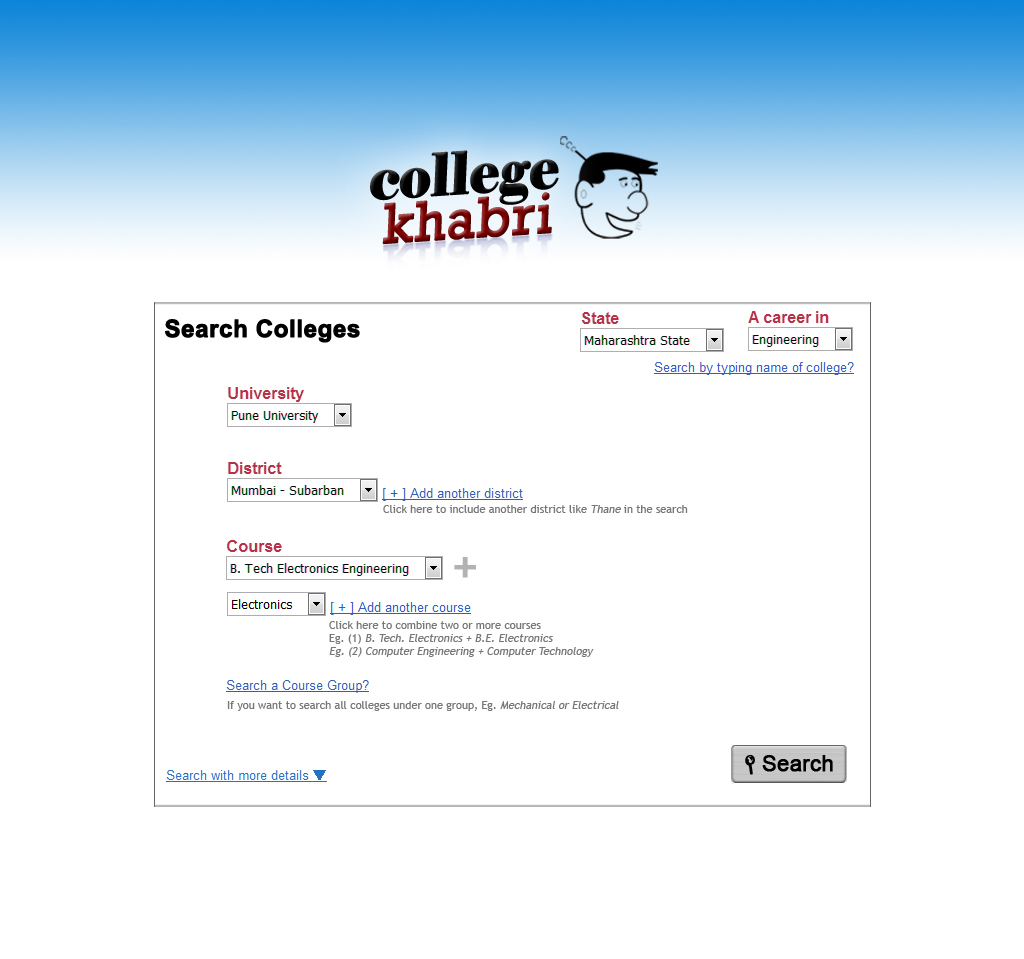 ccc
college
khabri
Search Colleges
State
A career in
Maharashtra State
Engineering
Search by typing name of college?
University
Pune University
District
Mumbai - Subarban
[ + ] Add another district
Click here to include another district like Thane in the search
Course
B. Tech Electronics Engineering
Electronics
[ + ] Add another course
Click here to combine two or more courses
Eg. (1) B. Tech. Electronics + B.E. Electronics
Eg. (2) Computer Engineering + Computer Technology
Search a Course Group?
If you want to search all colleges under one group, Eg. Mechanical or Electrical
Search
Search with more details